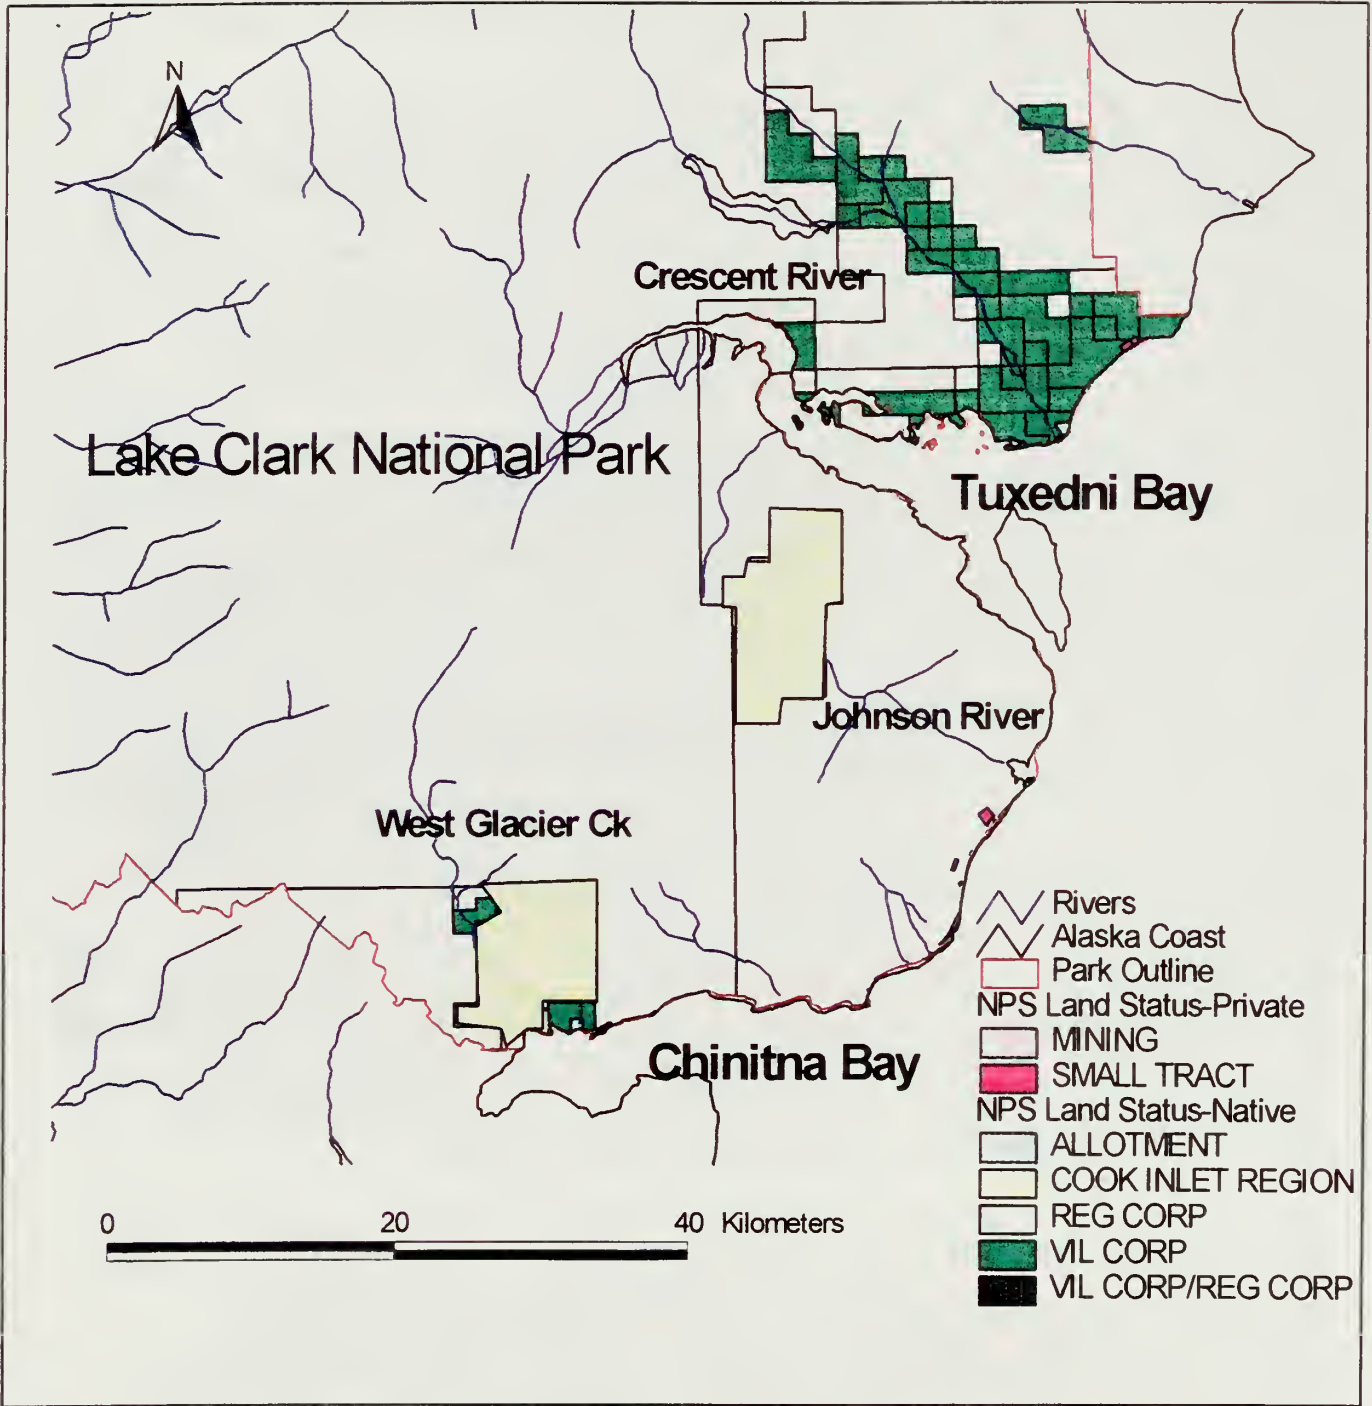 N
Crescent River
Lake Clark National Park
Tuxedni Bay
Johnson River
West Glacier Ck
Chinitna Bay
Rivers
Alaska Coast
Park Outline
NPS Land Status-Private
MINING
SMALL TRACT
NPS Land Status-Native
ALLOTMENT
COOK INLET REGION
REG CORP
VIL CORP
VIL CORP/REG CORP
0 20 40 Kilometers